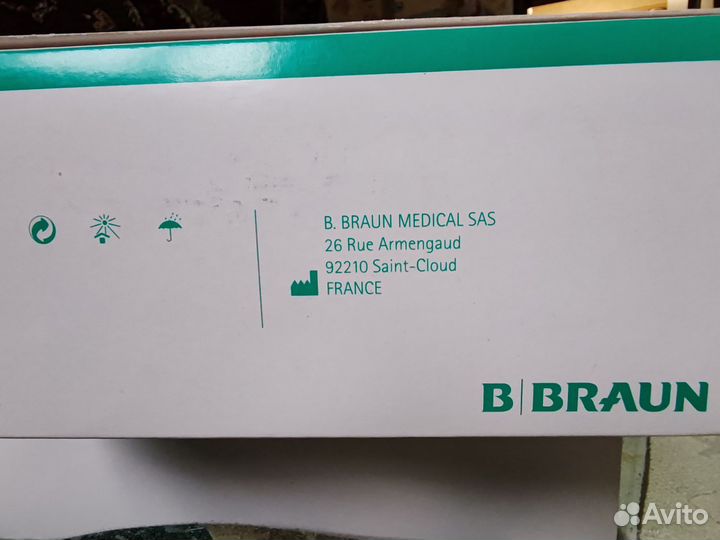 B. BRAUN MEDICAL SAS
26 Rue Armengaud
92210 Saint-Cloud
FRANCE
B|BRAUN
Avito